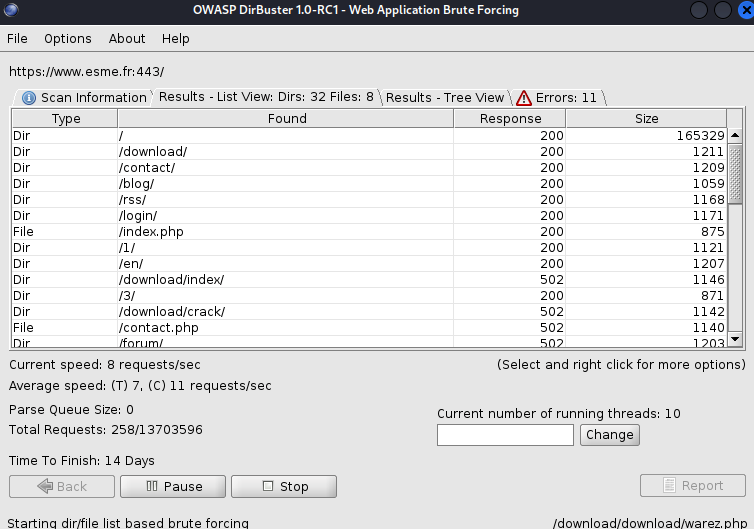 OWASP DirBuster 1.0-RC1 - Web Application Brute Forcing
File Options About Help
https://www.esme.fr:443/
Scan Information Results - List View: Dirs: 32 Files: 8 Results - Tree View Errors: 11
Type Found Response Size
Dir / 200 165329
Dir /download/ 200 1211
Dir /contact/ 200 1209
Dir /blog/ 200 1059
Dir /rss/ 200 1168
Dir /login/ 200 1171
File /index.php 200 875
Dir /1/ 200 1121
Dir /en/ 200 1207
Dir /download/index/ 502 1146
Dir /3/ 200 871
Dir /download/crack/ 502 1142
File /contact.php 502 1140
Dir /forum/ 502 1203
Current speed: 8 requests/sec (Select and right click for more options)
Average speed: (T) 7, (C) 11 requests/sec
Parse Queue Size: 0
Current number of running threads: 10
Total Requests: 258/13703596
Change
Time To Finish: 14 Days
Back Pause Stop Report
Starting dir/file list based brute forcing /download/download/warez.php